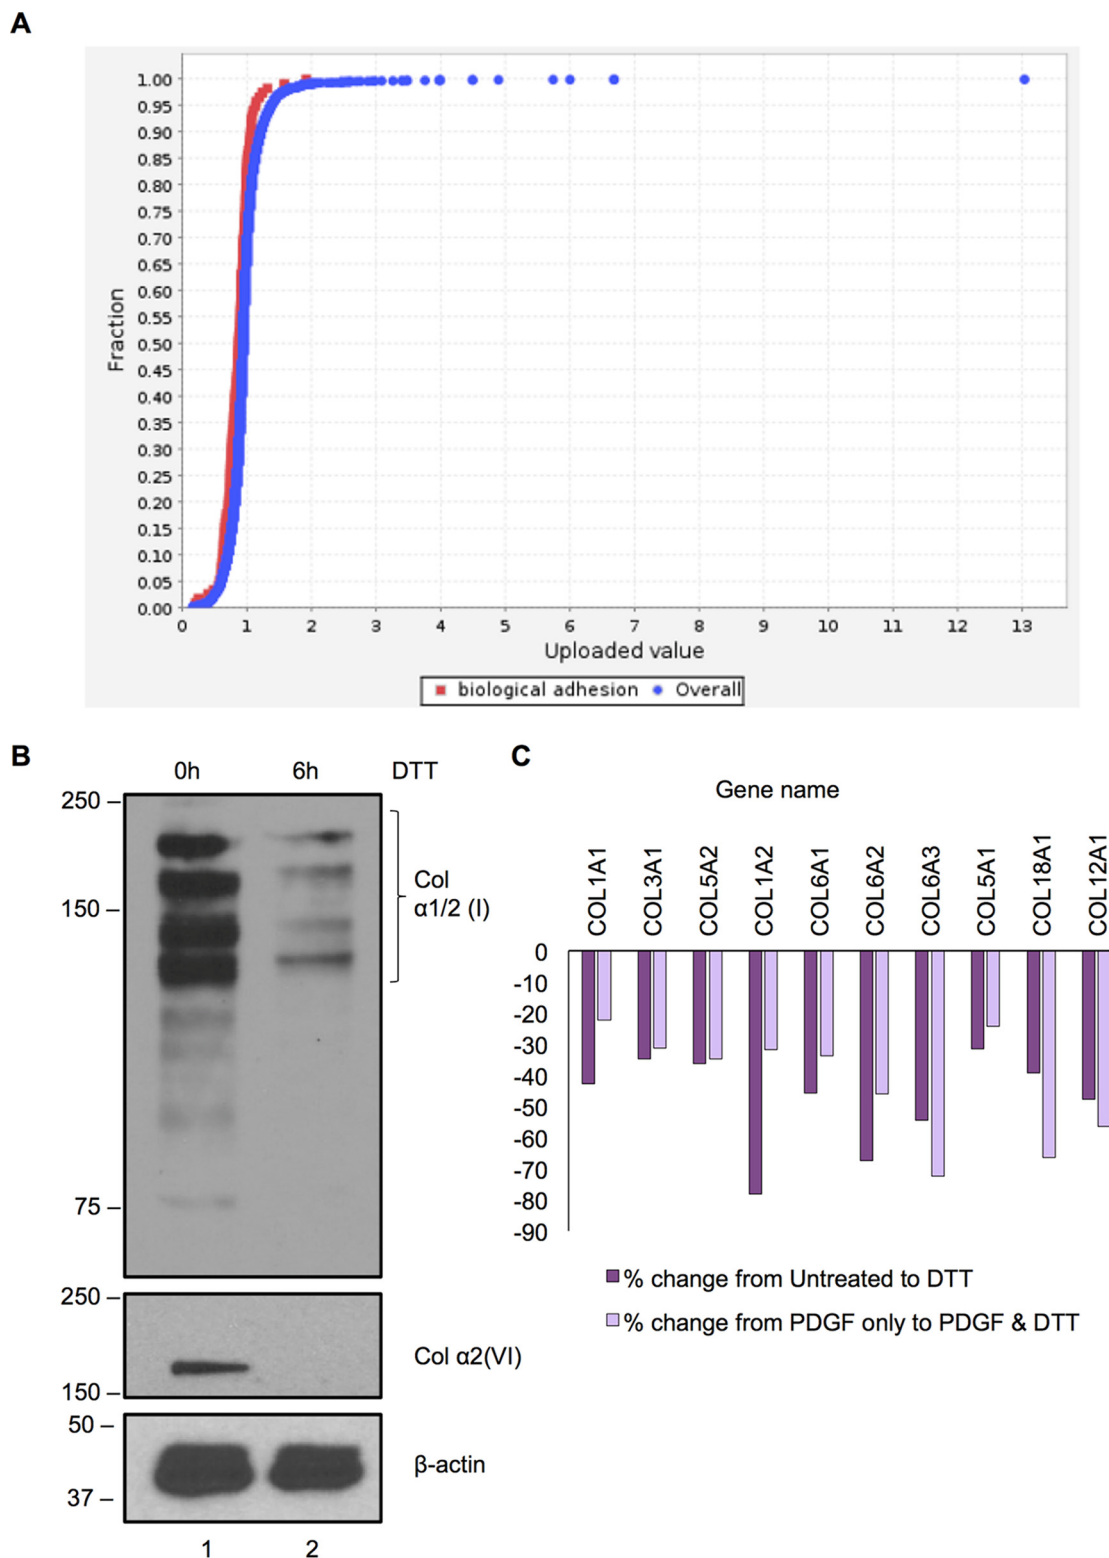 A
1.00
0.95
0.90
0.85
0.80
0.75
0.70
0.65
0.60
0.55
0.50
0.45
0.40
0.35
0.30
0.25
0.20
0.15
0.10
0.05
0.00
Fraction
0 1 2 3 4 5 6 7 8 9 10 11 12 13
Uploaded value
biological adhesion Overall
B
0h 6h DTT
250
150
75
Col
α1/2 (I)
250
150
Col α2(VI)
50
37
β-actin
1 2
C
Gene name
COL1A1 COL3A1 COL5A2 COL1A2 COL6A1 COL6A2 COL6A3 COL5A1 COL18A1 COL12A1
0
-10
-20
-30
-40
-50
-60
-70
-80
-90
% change from Untreated to DTT
% change from PDGF only to PDGF & DTT